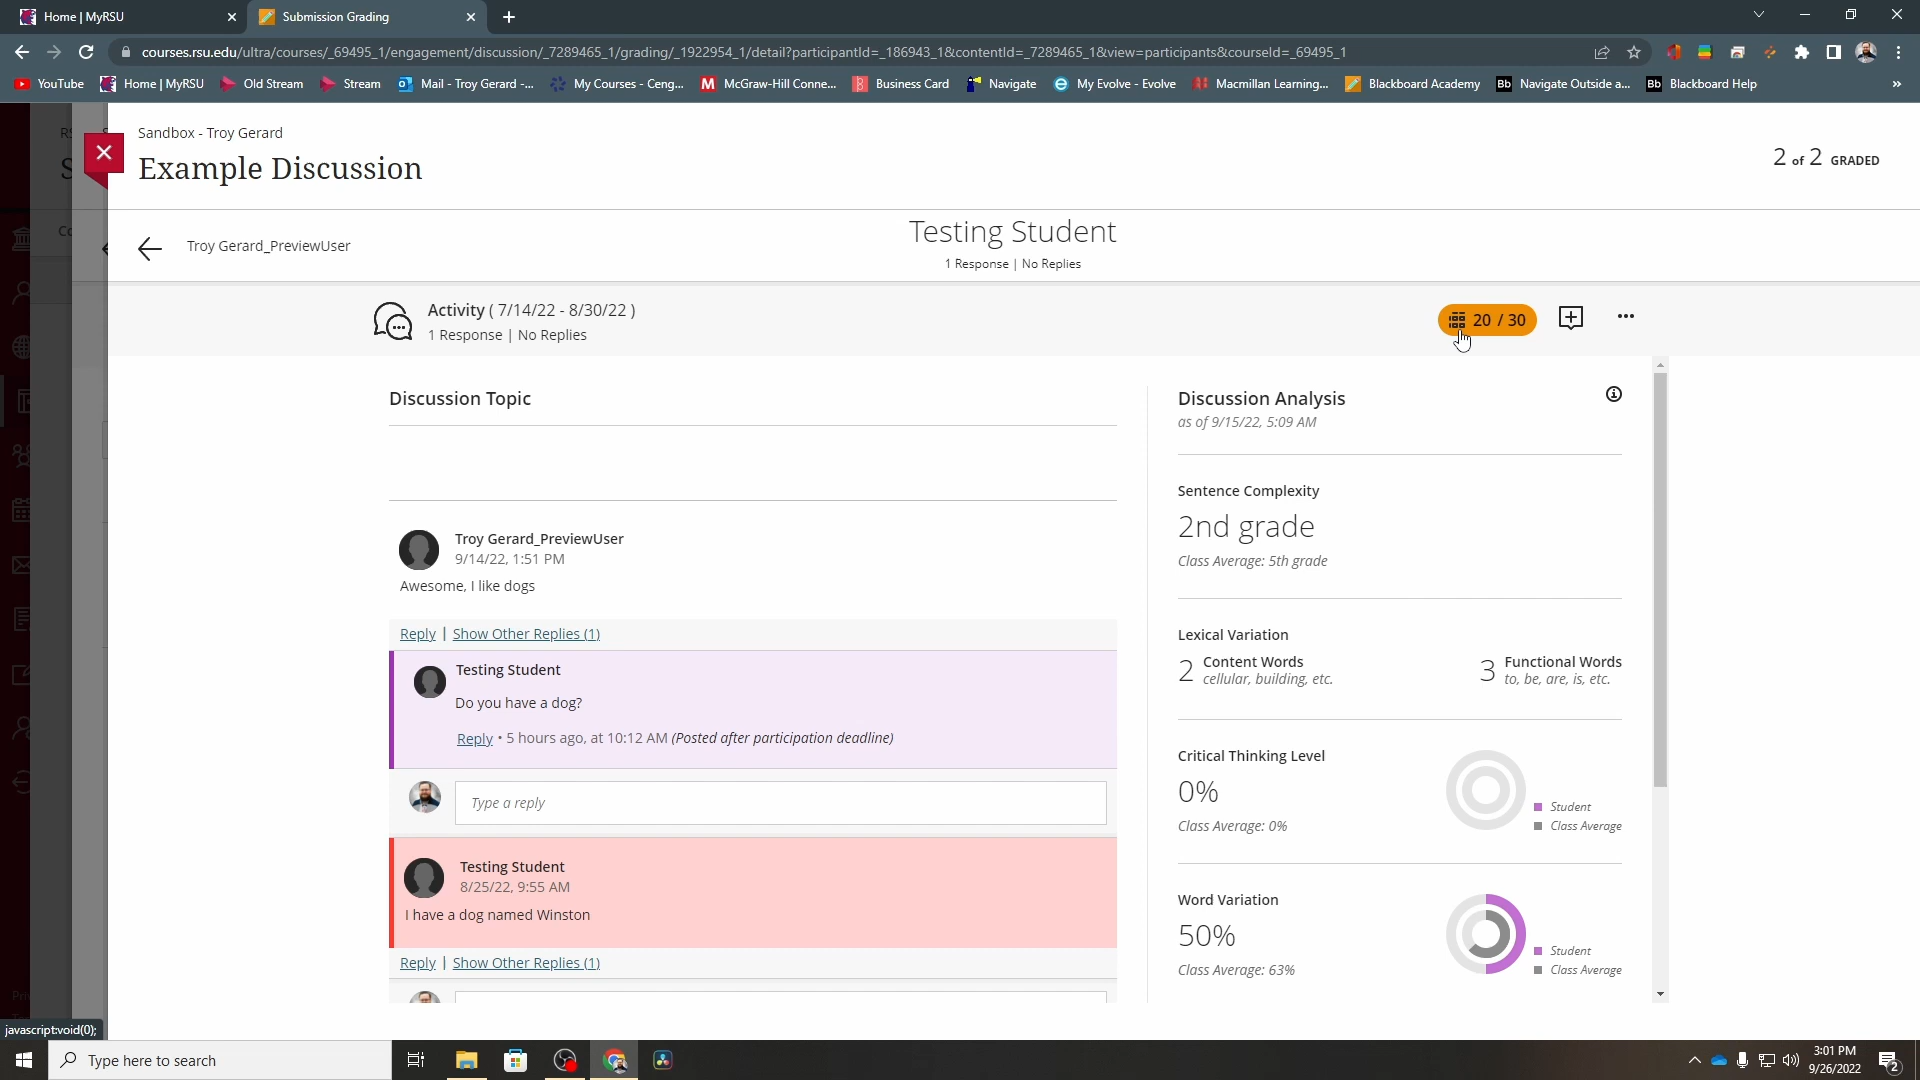 Home | MyRSU
Submission Grading
courses.rsu.edu/ultra/courses/_69495_1/engagement/discussion/_7289465_1/grading/_1922954_1/detail?participantId=_186943_1&contentId=_7289465_1&view=participants&courseId=_69495_1
YouTube
Home | MyRSU
Old Stream
Stream
Mail - Troy Gerard -...
My Courses - Ceng...
McGraw-Hill Conne...
Business Card
Navigate
My Evolve - Evolve
Macmillan Learning...
Blackboard Academy
Navigate Outside a...
Blackboard Help
Sandbox - Troy Gerard
Example Discussion
2 of 2 GRADED
Troy Gerard_PreviewUser
Testing Student
1 Response | No Replies
Activity ( 7/14/22 - 8/30/22 )
1 Response | No Replies
20 / 30
Discussion Topic
Troy Gerard_PreviewUser
9/14/22, 1:51 PM
Awesome, I like dogs
Reply | Show Other Replies (1)
Testing Student
Do you have a dog?
Reply • 5 hours ago, at 10:12 AM (Posted after participation deadline)
Type a reply
Testing Student
8/25/22, 9:55 AM
I have a dog named Winston
Reply | Show Other Replies (1)
Discussion Analysis
as of 9/15/22, 5:09 AM
Sentence Complexity
2nd grade
Class Average: 5th grade
Lexical Variation
2 Content Words
cellular, building, etc.
3 Functional Words
to, be, are, is, etc.
Critical Thinking Level
0%
Class Average: 0%
Student
Class Average
Word Variation
50%
Class Average: 63%
Student
Class Average
javascript:void(0);
Type here to search
3:01 PM
9/26/2022
2